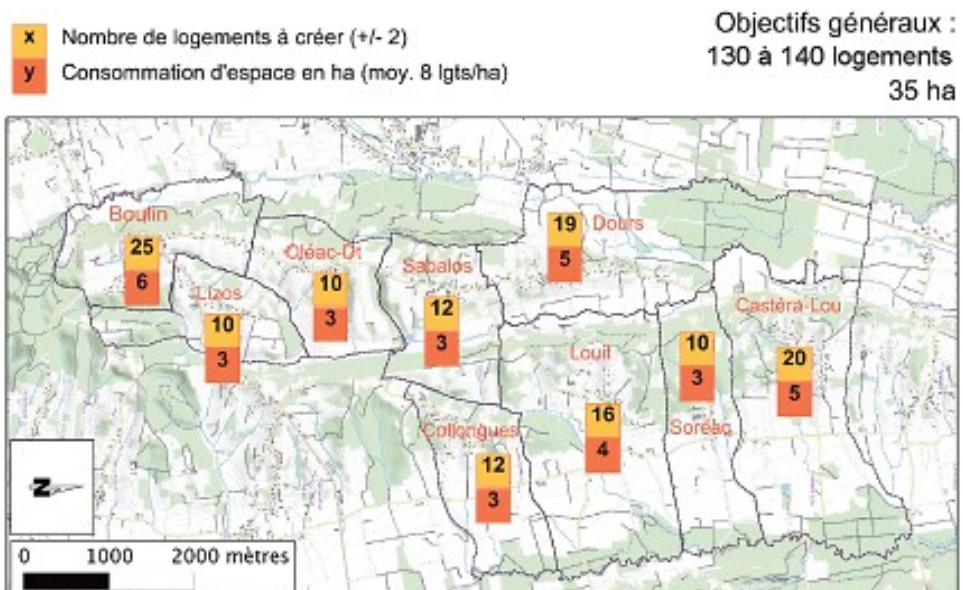 x Nombre de logements à créer (+/- 2)
y Consommation d'espace en ha (moy. 8 lgts/ha)
Objectifs généraux :
130 à 140 logements
35 ha
Boulin
25
6
Lizos
10
3
Oléac-Dt
10
3
Sabalos
12
3
Dours
19
5
Collongues
12
3
Louit
16
4
Soréac
10
3
Castéra-Lou
20
5
N
0 1000 2000 mètres